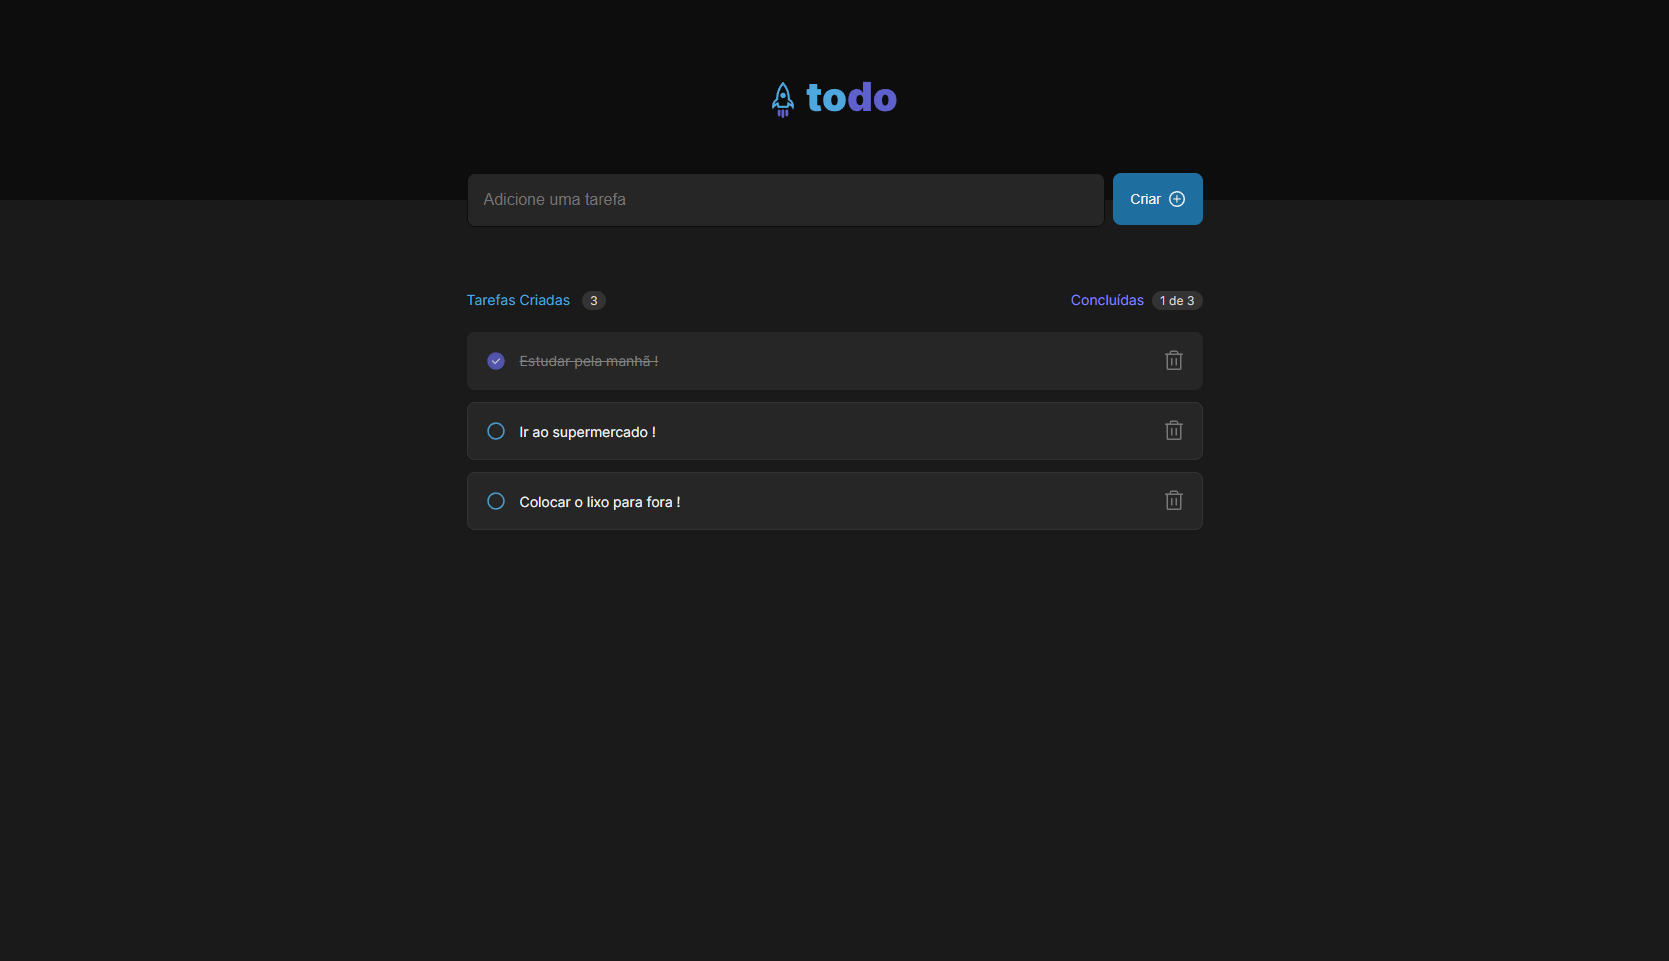 todo
Adicione uma tarefa
Criar
Tarefas Criadas 3
Concluídas 1 de 3
Estudar pela manhã !
Ir ao supermercado !
Colocar o lixo para fora !